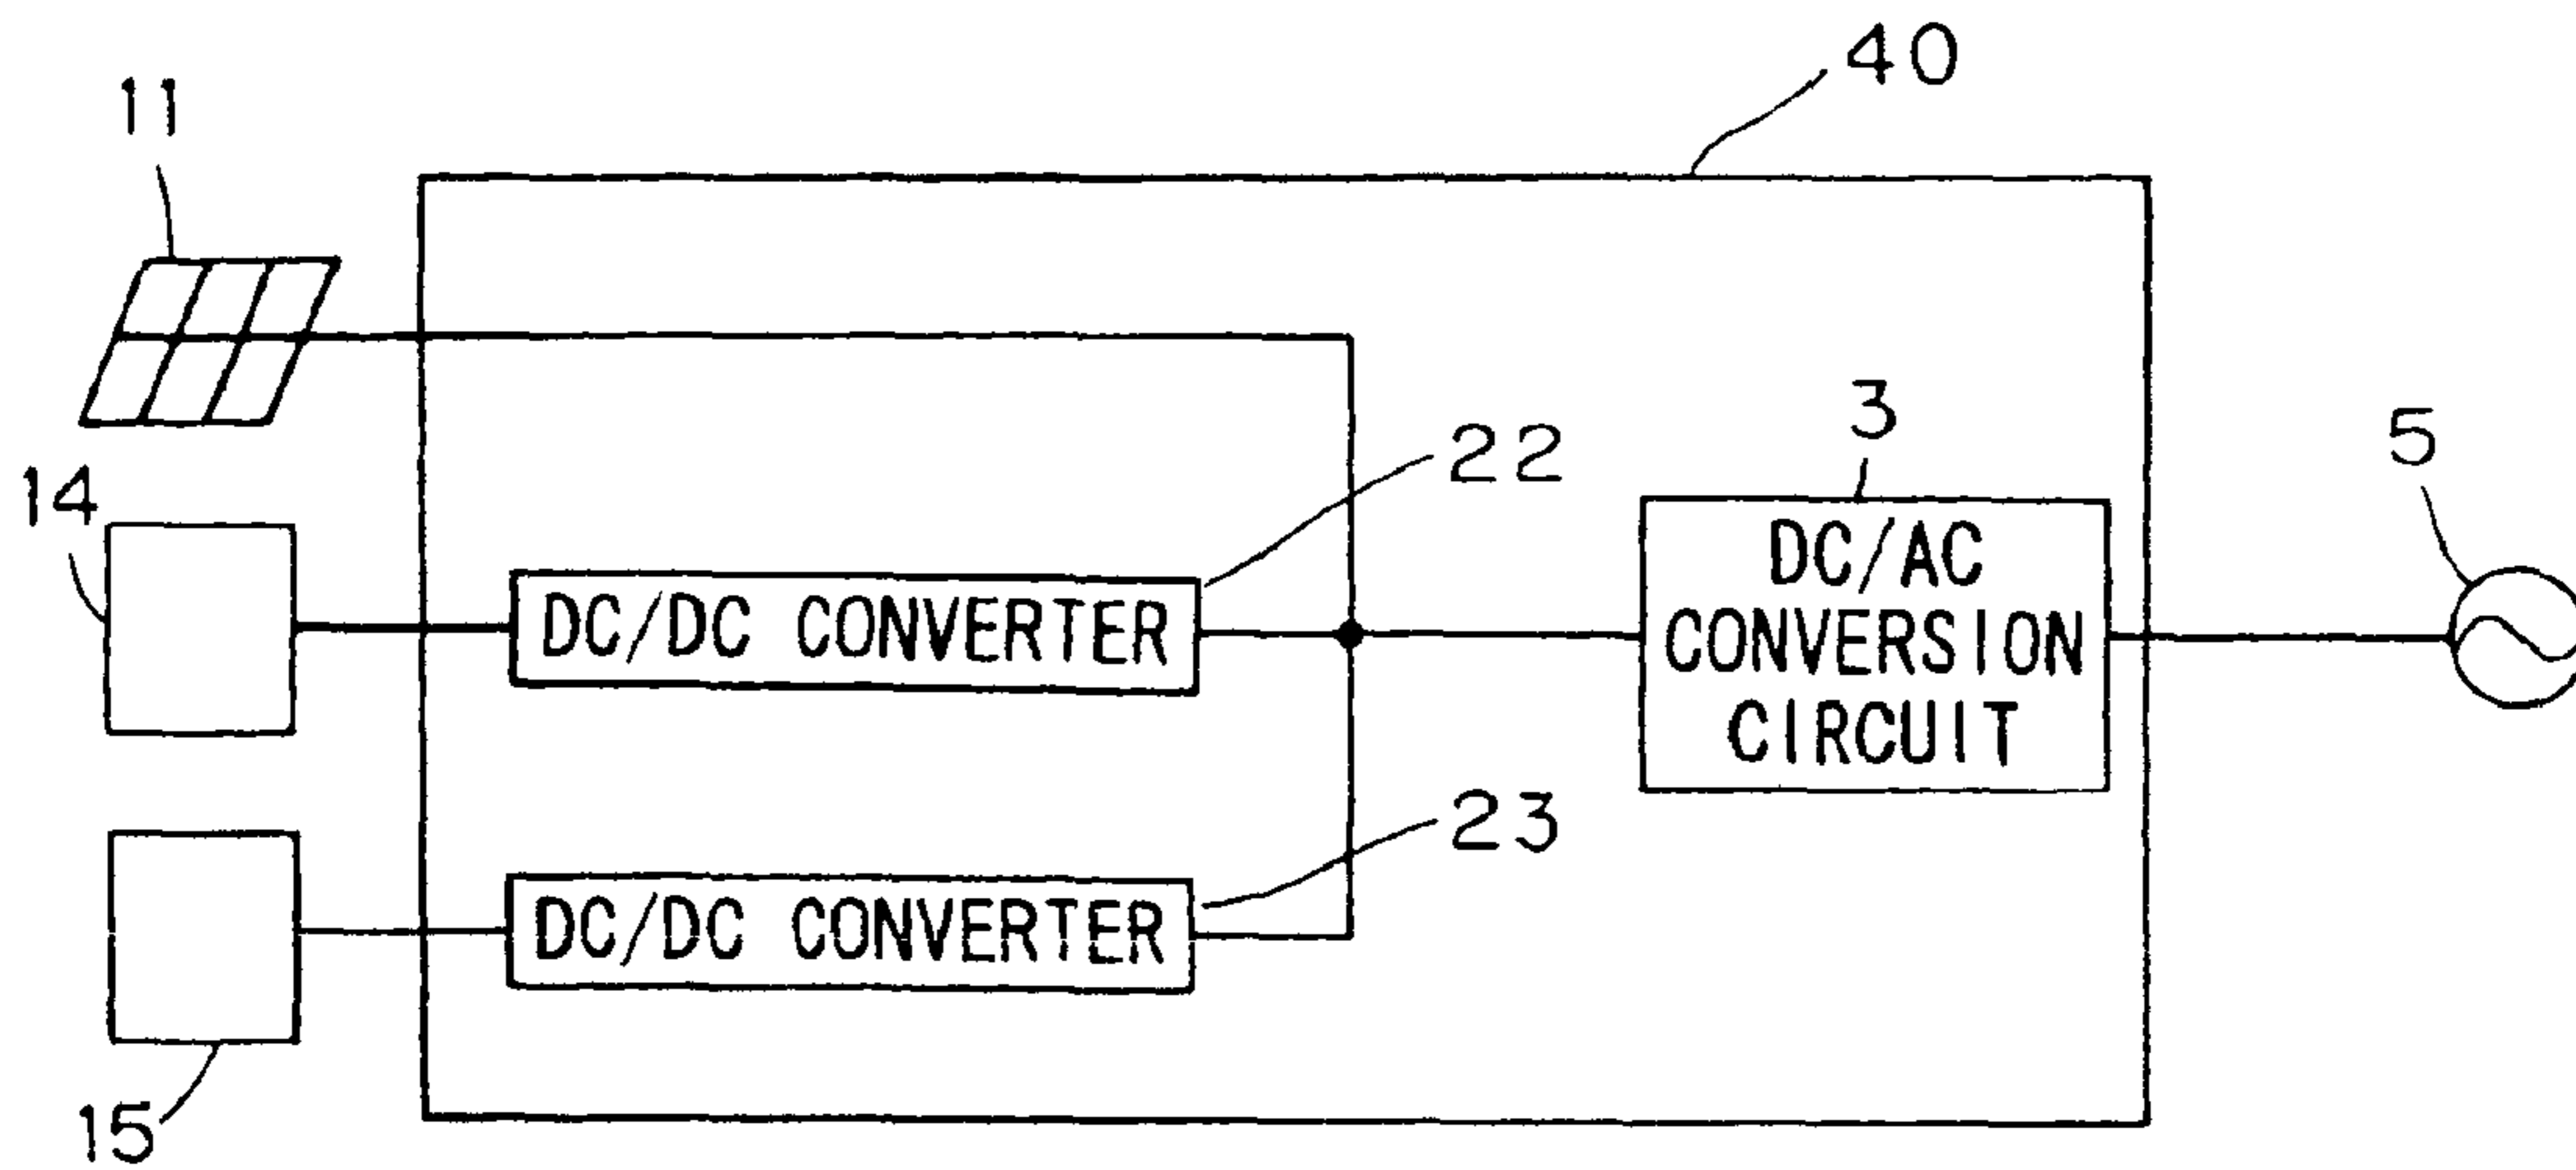 40
11
3
5
22
14
DC/AC
CONVERSION
CIRCUIT
DC/DC CONVERTER
23
DC/DC CONVERTER
15